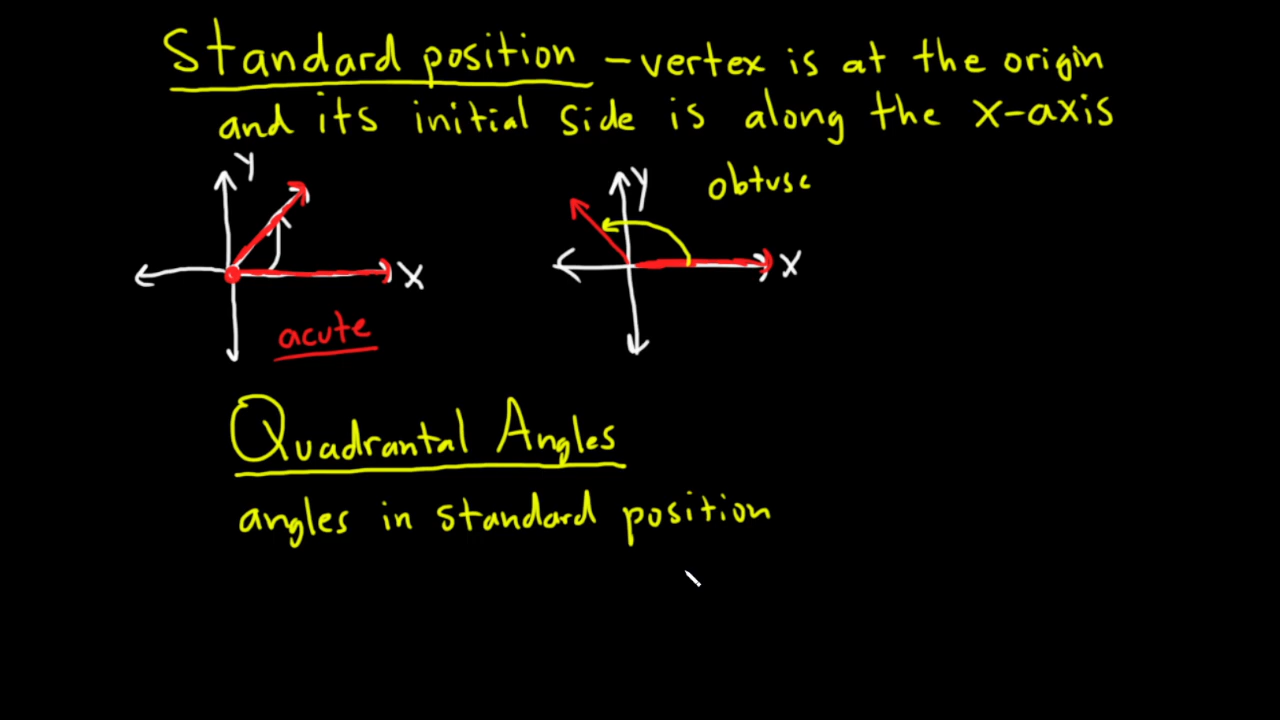 Standard position - vertex is at the origin
and its initial side is along the x-axis
y
x
acute
y
obtuse
x
Quadrantal Angles
angles in standard position